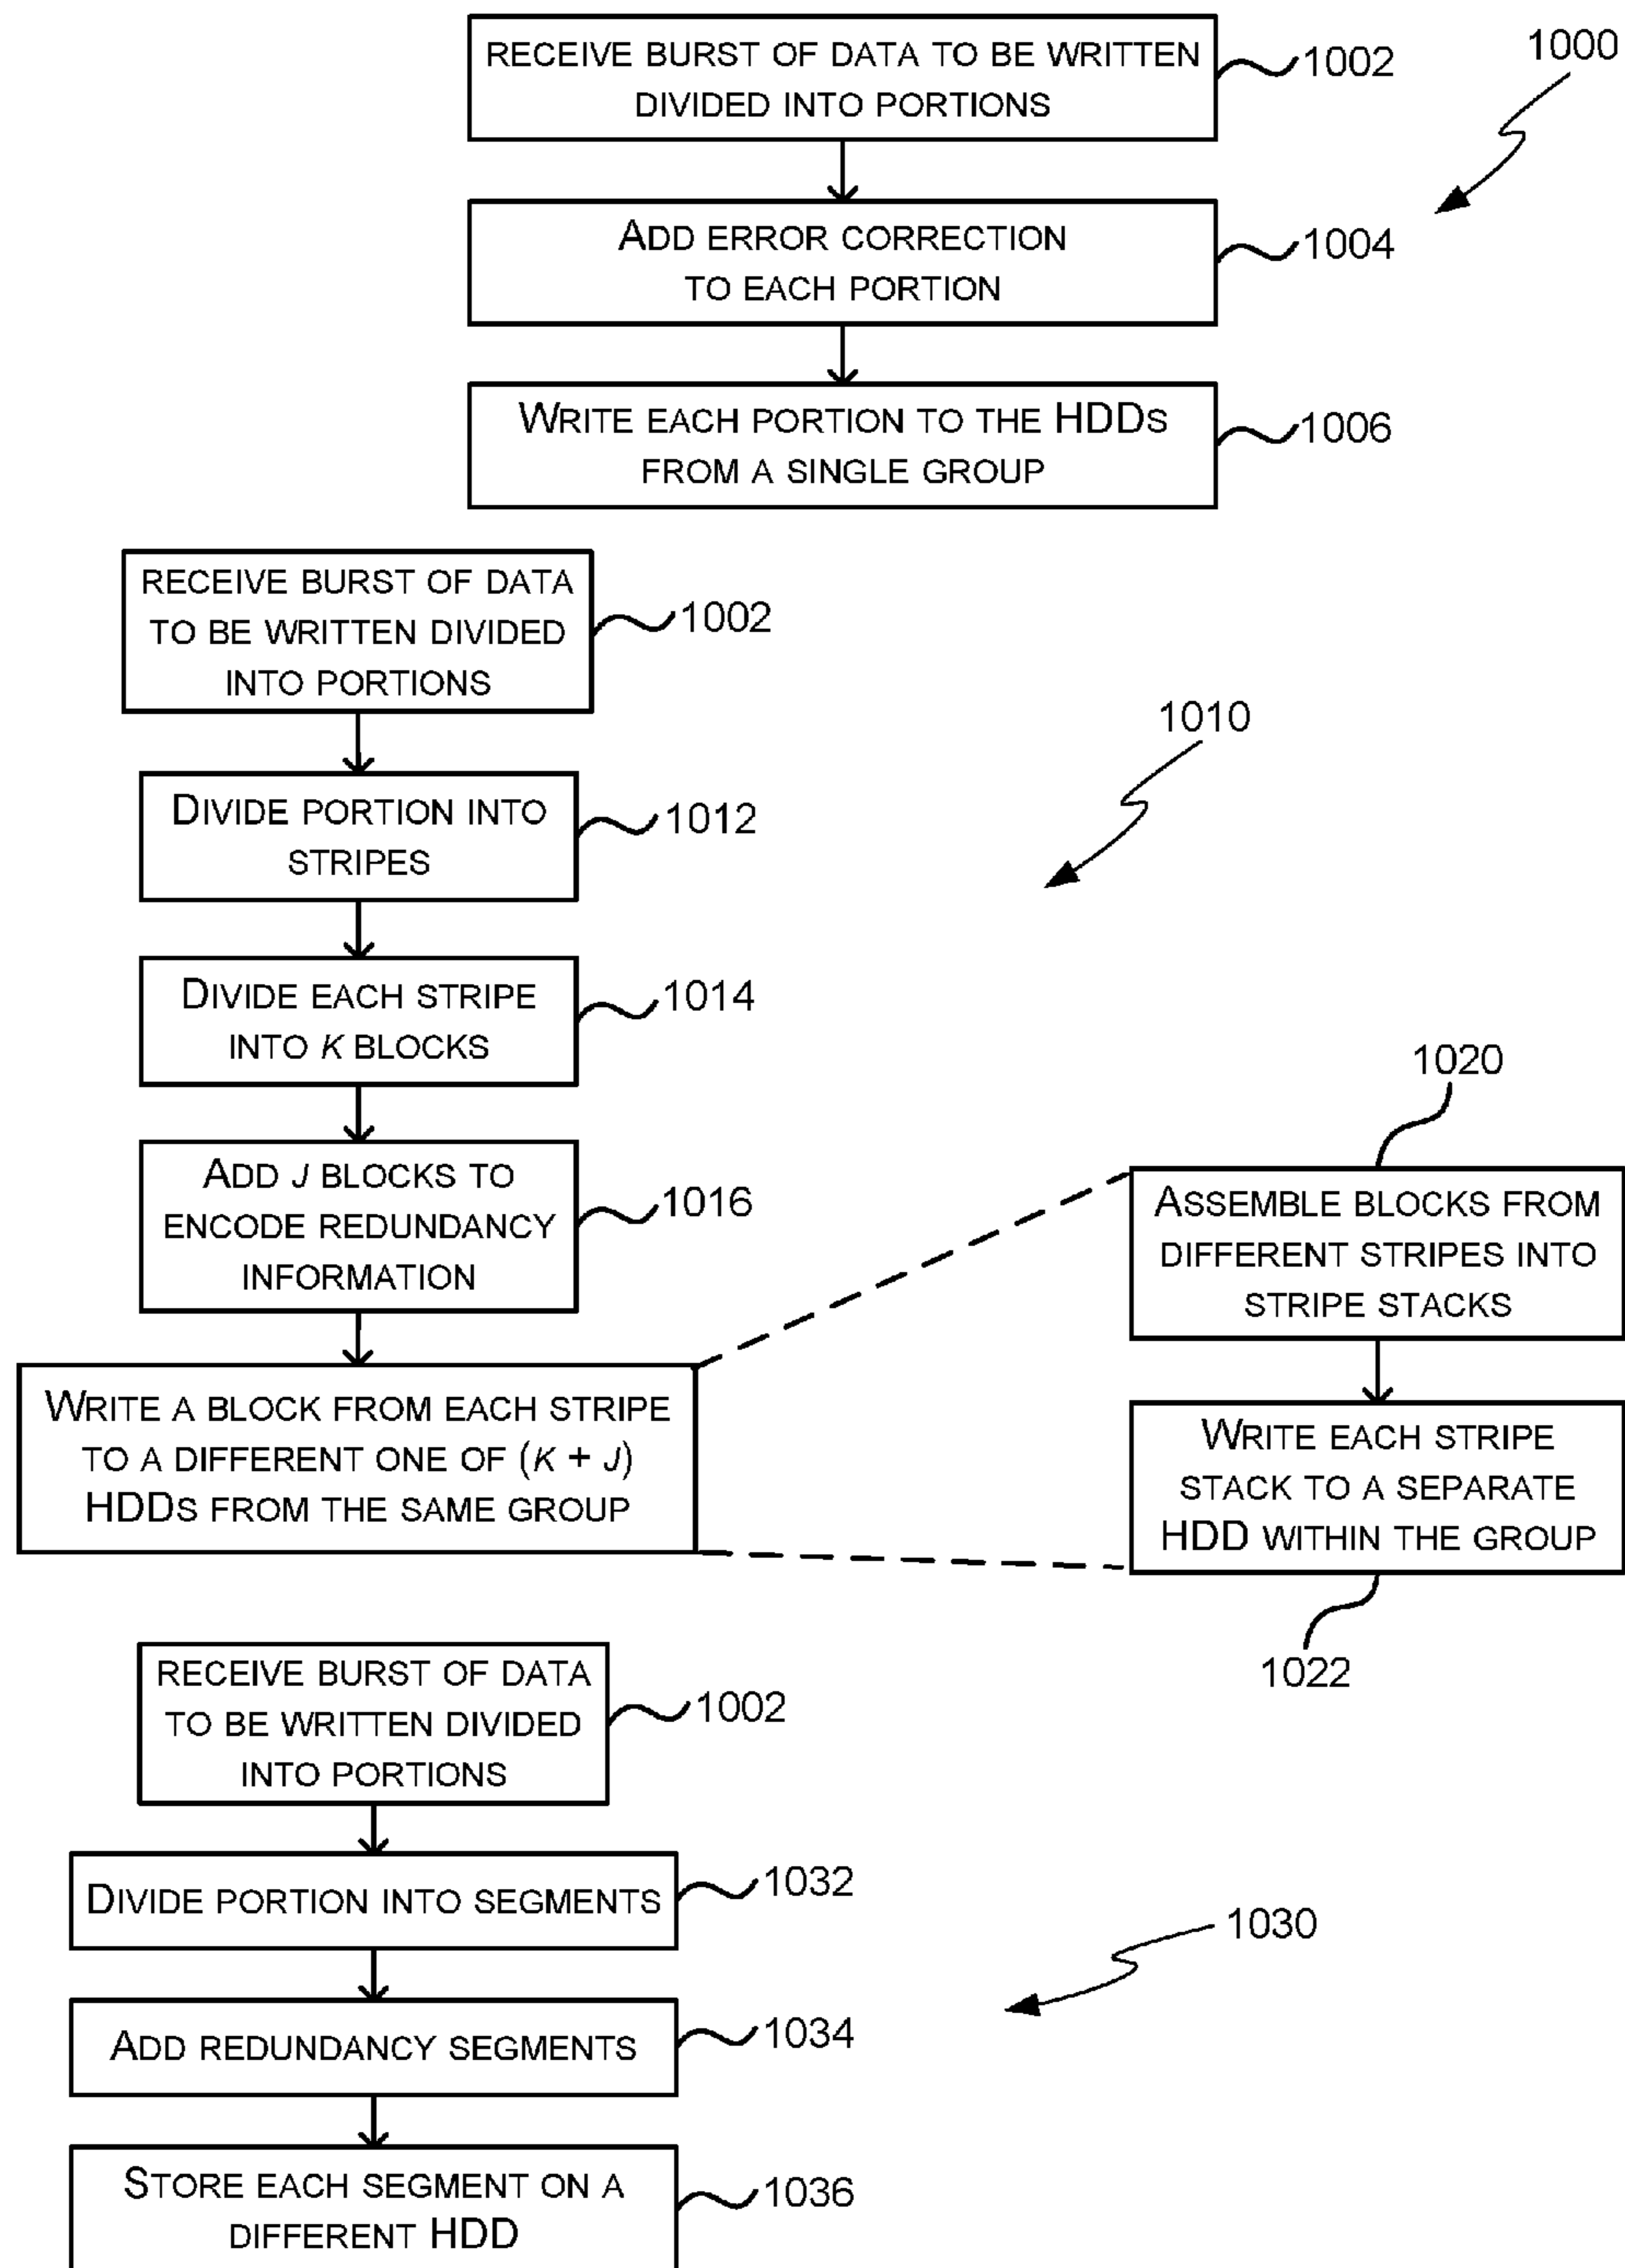 RECEIVE BURST OF DATA TO BE WRITTEN
DIVIDED INTO PORTIONS
1002
1000
ADD ERROR CORRECTION
TO EACH PORTION
1004
WRITE EACH PORTION TO THE HDDS
FROM A SINGLE GROUP
1006
RECEIVE BURST OF DATA
TO BE WRITTEN DIVIDED
INTO PORTIONS
1002
1010
DIVIDE PORTION INTO
STRIPES
1012
DIVIDE EACH STRIPE
INTO K BLOCKS
1014
ADD J BLOCKS TO
ENCODE REDUNDANCY
INFORMATION
1016
WRITE A BLOCK FROM EACH STRIPE
TO A DIFFERENT ONE OF (K + J)
HDDS FROM THE SAME GROUP
1020
ASSEMBLE BLOCKS FROM
DIFFERENT STRIPES INTO
STRIPE STACKS
WRITE EACH STRIPE
STACK TO A SEPARATE
HDD WITHIN THE GROUP
1022
RECEIVE BURST OF DATA
TO BE WRITTEN DIVIDED
INTO PORTIONS
1002
DIVIDE PORTION INTO SEGMENTS
1032
1030
ADD REDUNDANCY SEGMENTS
1034
STORE EACH SEGMENT ON A
DIFFERENT HDD
1036